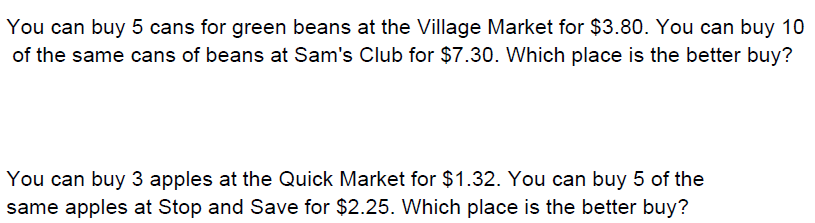 You can buy 5 cans for green beans at the Village Market for $3.80. You can buy 10
of the same cans of beans at Sam's Club for $7.30. Which place is the better buy?
You can buy 3 apples at the Quick Market for $1.32. You can buy 5 of the
same apples at Stop and Save for $2.25. Which place is the better buy?